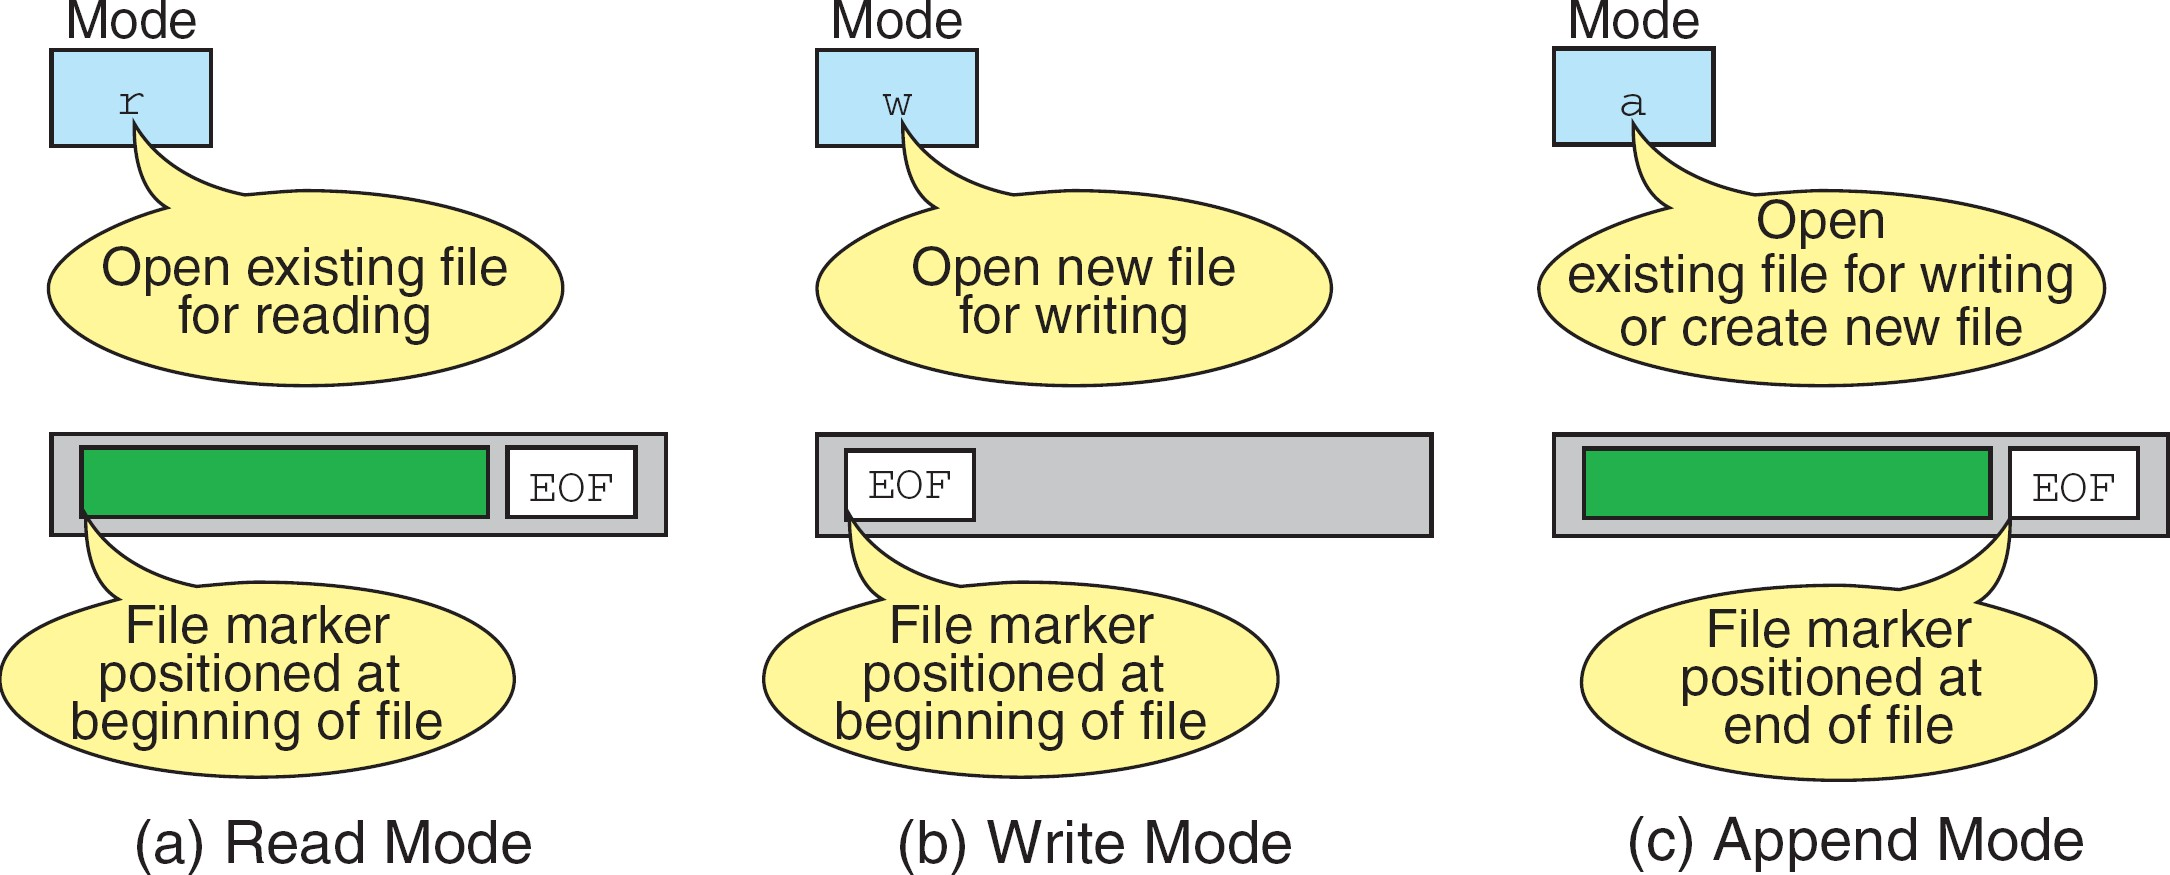 Mode
r
Open existing file
for reading
EOF
File marker
positioned at
beginning of file
(a) Read Mode
Mode
w
Open new file
for writing
EOF
File marker
positioned at
beginning of file
(b) Write Mode
Mode
a
Open
existing file for writing
or create new file
EOF
File marker
positioned at
end of file
(c) Append Mode